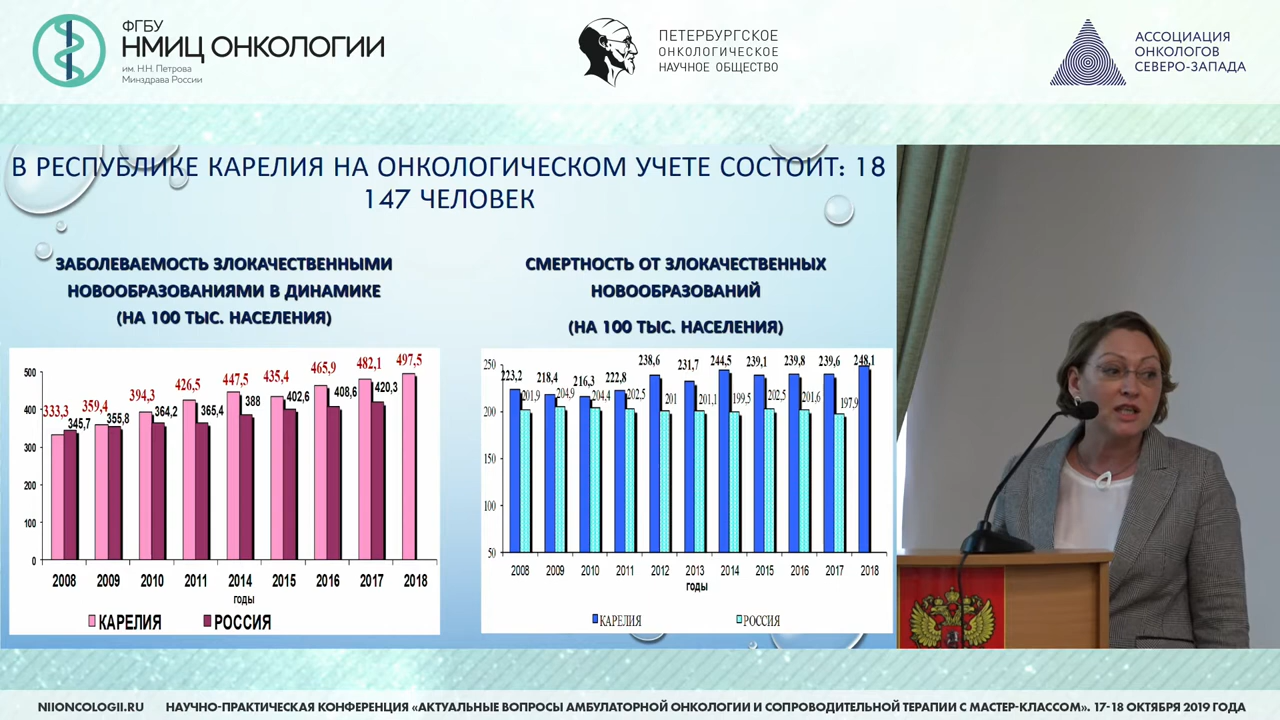 ФГБУ
НМИЦ ОНКОЛОГИИ
им. Н.Н. Петрова
Минздрава России
ПЕТЕРБУРГСКОЕ
ОНКОЛОГИЧЕСКОЕ
НАУЧНОЕ ОБЩЕСТВО
АССОЦИАЦИЯ
ОНКОЛОГОВ
СЕВЕРО-ЗАПАДА
В РЕСПУБЛИКЕ КАРЕЛИЯ НА ОНКОЛОГИЧЕСКОМ УЧЕТЕ СОСТОИТ: 18
147 ЧЕЛОВЕК
ЗАБОЛЕВАЕМОСТЬ ЗЛОКАЧЕСТВЕННЫМИ
НОВООБРАЗОВАНИЯМИ В ДИНАМИКЕ
(НА 100 ТЫС. НАСЕЛЕНИЯ)
500
400
300
200
100
0
333,3 359,4 394,3 426,5 447,5 435,4 465,9 482,1 497,5
345,7 355,8 364,2 365,4 388 402,6 408,6 420,3
2008 2009 2010 2011 2014 2015 2016 2017 2018
годы
КАРЕЛИЯ РОССИЯ
СМЕРТНОСТЬ ОТ ЗЛОКАЧЕСТВЕННЫХ
НОВООБРАЗОВАНИЙ
(НА 100 ТЫС. НАСЕЛЕНИЯ)
250
200
150
100
50
223,2 218,4 216,3 222,8 238,6 231,7 244,5 239,1 239,8 239,6 248,1
201,9 204,9 204,4 202,5 201 201,1 199,5 202,5 201,6 197,9
2008 2009 2010 2011 2012 2013 2014 2015 2016 2017 2018
годы
КАРЕЛИЯ РОССИЯ
NIIONCOLOGII.RU НАУЧНО-ПРАКТИЧЕСКАЯ КОНФЕРЕНЦИЯ «АКТУАЛЬНЫЕ ВОПРОСЫ АМБУЛАТОРНОЙ ОНКОЛОГИИ И СОПРОВОДИТЕЛЬНОЙ ТЕРАПИИ С МАСТЕР-КЛАССОМ». 17-18 ОКТЯБРЯ 2019 ГОДА